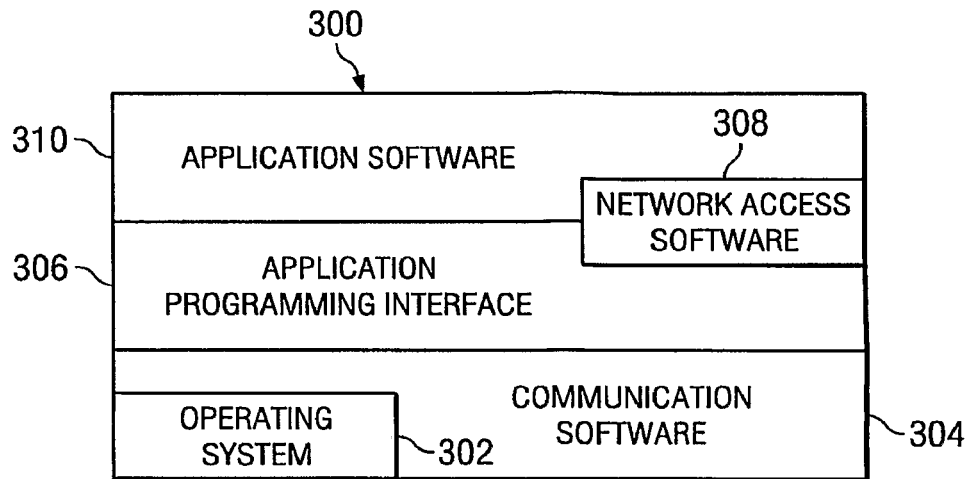 300
310
APPLICATION SOFTWARE
308
NETWORK ACCESS
SOFTWARE
306
APPLICATION
PROGRAMMING INTERFACE
OPERATING
SYSTEM
302
COMMUNICATION
SOFTWARE
304